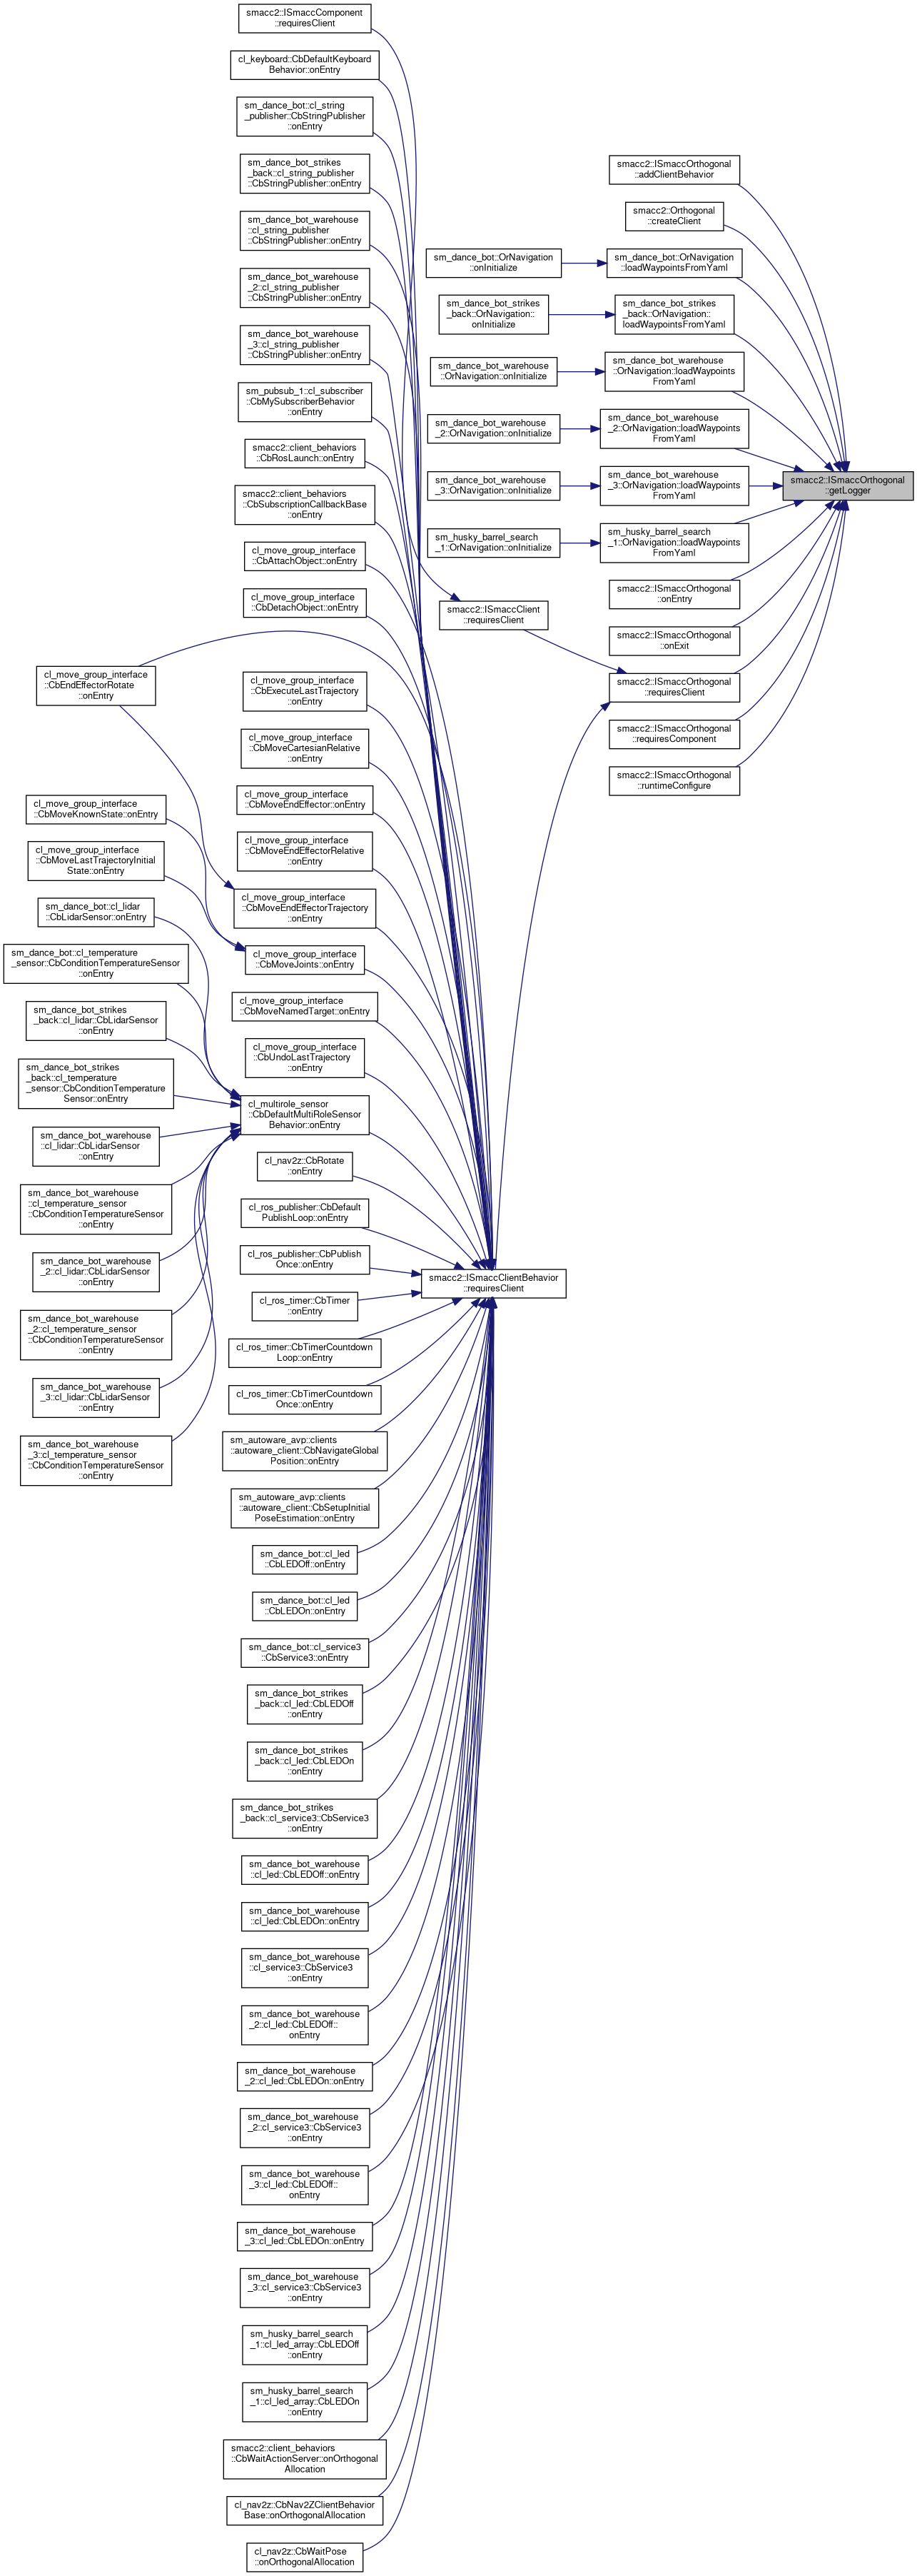 smacc2::ISmaccComponent
::requiresClient
cl_keyboard::CbDefaultKeyboard
Behavior::onEntry
sm_dance_bot::cl_string
_publisher::CbStringPublisher
::onEntry
sm_dance_bot_strikes
_back::cl_string_publisher
::CbStringPublisher::onEntry
sm_dance_bot_warehouse
::cl_string_publisher
::CbStringPublisher::onEntry
sm_dance_bot_warehouse
_2::cl_string_publisher
::CbStringPublisher::onEntry
sm_dance_bot_warehouse
_3::cl_string_publisher
::CbStringPublisher::onEntry
sm_pubsub_1::cl_subscriber
::CbMySubscriberBehavior
::onEntry
smacc2::client_behaviors
::CbRosLaunch::onEntry
smacc2::client_behaviors
::CbSubscriptionCallbackBase
::onEntry
cl_move_group_interface
::CbAttachObject::onEntry
cl_move_group_interface
::CbDetachObject::onEntry
cl_move_group_interface
::CbEndEffectorRotate
::onEntry
cl_move_group_interface
::CbExecuteLastTrajectory
::onEntry
cl_move_group_interface
::CbMoveCartesianRelative
::onEntry
cl_move_group_interface
::CbMoveEndEffector::onEntry
cl_move_group_interface
::CbMoveEndEffectorRelative
::onEntry
cl_move_group_interface
::CbMoveEndEffectorTrajectory
::onEntry
cl_move_group_interface
::CbMoveKnownState::onEntry
cl_move_group_interface
::CbMoveLastTrajectoryInitial
State::onEntry
cl_move_group_interface
::CbMoveJoints::onEntry
cl_move_group_interface
::CbMoveNamedTarget::onEntry
cl_move_group_interface
::CbUndoLastTrajectory
::onEntry
sm_dance_bot::cl_lidar
::CbLidarSensor::onEntry
sm_dance_bot::cl_temperature
_sensor::CbConditionTemperatureSensor
::onEntry
sm_dance_bot_strikes
_back::cl_lidar::CbLidarSensor
::onEntry
sm_dance_bot_strikes
_back::cl_temperature
_sensor::CbConditionTemperature
Sensor::onEntry
sm_dance_bot_warehouse
::cl_lidar::CbLidarSensor
::onEntry
sm_dance_bot_warehouse
::cl_temperature_sensor
::CbConditionTemperatureSensor
::onEntry
sm_dance_bot_warehouse
_2::cl_lidar::CbLidarSensor
::onEntry
sm_dance_bot_warehouse
_2::cl_temperature_sensor
::CbConditionTemperatureSensor
::onEntry
sm_dance_bot_warehouse
_3::cl_lidar::CbLidarSensor
::onEntry
sm_dance_bot_warehouse
_3::cl_temperature_sensor
::CbConditionTemperatureSensor
::onEntry
cl_multirole_sensor
::CbDefaultMultiRoleSensor
Behavior::onEntry
cl_nav2z::CbRotate
::onEntry
cl_ros_publisher::CbDefault
PublishLoop::onEntry
cl_ros_publisher::CbPublish
Once::onEntry
cl_ros_timer::CbTimer
::onEntry
cl_ros_timer::CbTimerCountdown
Loop::onEntry
cl_ros_timer::CbTimerCountdown
Once::onEntry
sm_autoware_avp::clients
::autoware_client::CbNavigateGlobal
Position::onEntry
sm_autoware_avp::clients
::autoware_client::CbSetupInitial
PoseEstimation::onEntry
sm_dance_bot::cl_led
::CbLEDOff::onEntry
sm_dance_bot::cl_led
::CbLEDOn::onEntry
sm_dance_bot::cl_service3
::CbService3::onEntry
sm_dance_bot_strikes
_back::cl_led::CbLEDOff
::onEntry
sm_dance_bot_strikes
_back::cl_led::CbLEDOn
::onEntry
sm_dance_bot_strikes
_back::cl_service3::CbService3
::onEntry
sm_dance_bot_warehouse
::cl_led::CbLEDOff::onEntry
sm_dance_bot_warehouse
::cl_led::CbLEDOn::onEntry
sm_dance_bot_warehouse
::cl_service3::CbService3
::onEntry
sm_dance_bot_warehouse
_2::cl_led::CbLEDOff::
onEntry
sm_dance_bot_warehouse
_2::cl_led::CbLEDOn::onEntry
sm_dance_bot_warehouse
_2::cl_service3::CbService3
::onEntry
sm_dance_bot_warehouse
_3::cl_led::CbLEDOff::
onEntry
sm_dance_bot_warehouse
_3::cl_led::CbLEDOn::onEntry
sm_dance_bot_warehouse
_3::cl_service3::CbService3
::onEntry
sm_husky_barrel_search
_1::cl_led_array::CbLEDOff
::onEntry
sm_husky_barrel_search
_1::cl_led_array::CbLEDOn
::onEntry
smacc2::client_behaviors
::CbWaitActionServer::onOrthogonal
Allocation
cl_nav2z::CbNav2ZClientBehavior
Base::onOrthogonalAllocation
cl_nav2z::CbWaitPose
::onOrthogonalAllocation
smacc2::ISmaccClientBehavior
::requiresClient
sm_dance_bot::OrNavigation
::onInitialize
sm_dance_bot_strikes
_back::OrNavigation::
onInitialize
sm_dance_bot_warehouse
::OrNavigation::onInitialize
sm_dance_bot_warehouse
_2::OrNavigation::onInitialize
sm_dance_bot_warehouse
_3::OrNavigation::onInitialize
sm_husky_barrel_search
_1::OrNavigation::onInitialize
smacc2::ISmaccClient
::requiresClient
smacc2::ISmaccOrthogonal
::addClientBehavior
smacc2::Orthogonal
::createClient
sm_dance_bot::OrNavigation
::loadWaypointsFromYaml
sm_dance_bot_strikes
_back::OrNavigation::
loadWaypointsFromYaml
sm_dance_bot_warehouse
::OrNavigation::loadWaypoints
FromYaml
sm_dance_bot_warehouse
_2::OrNavigation::loadWaypoints
FromYaml
sm_dance_bot_warehouse
_3::OrNavigation::loadWaypoints
FromYaml
sm_husky_barrel_search
_1::OrNavigation::loadWaypoints
FromYaml
smacc2::ISmaccOrthogonal
::onEntry
smacc2::ISmaccOrthogonal
::onExit
smacc2::ISmaccOrthogonal
::requiresClient
smacc2::ISmaccOrthogonal
::requiresComponent
smacc2::ISmaccOrthogonal
::runtimeConfigure
smacc2::ISmaccOrthogonal
::getLogger